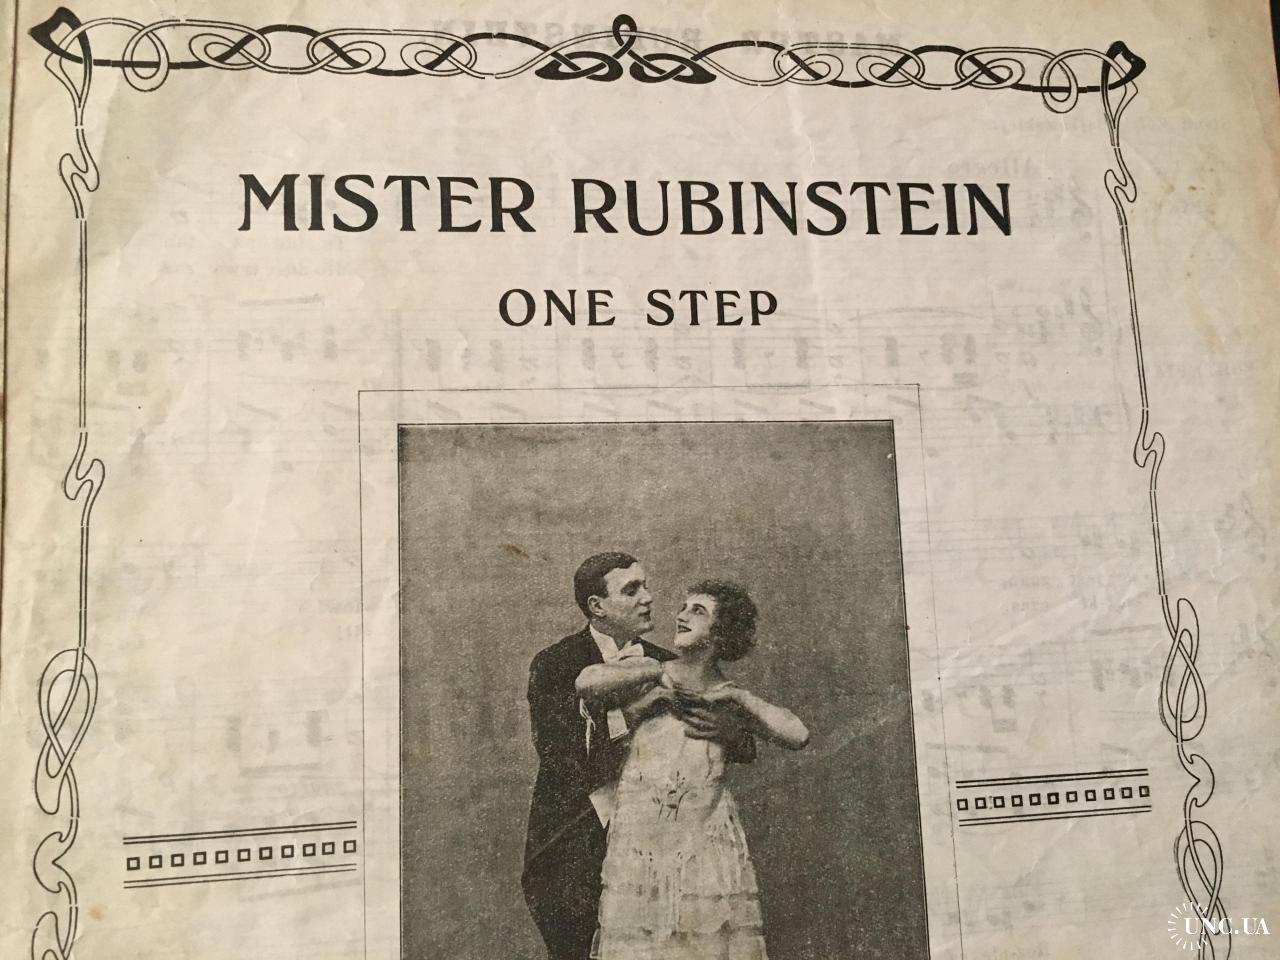 MISTER RUBINSTEIN
ONE STEP
UNC.UA